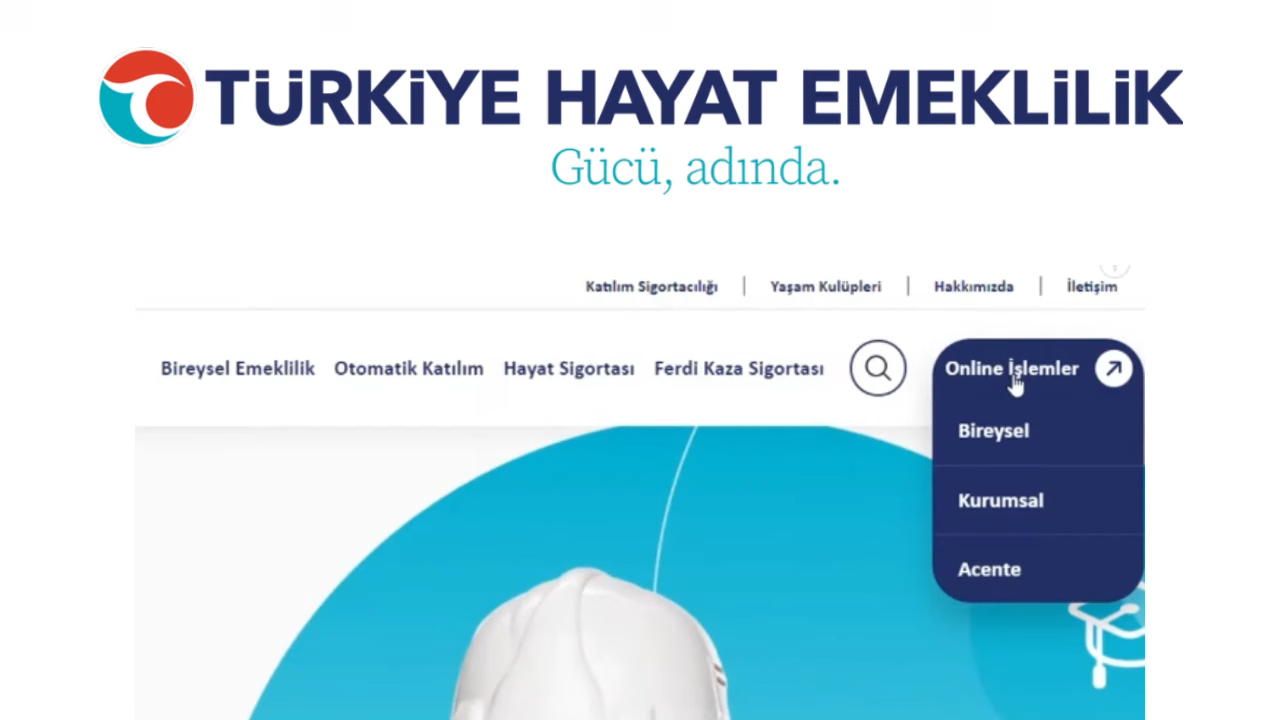 TÜRKİYE HAYAT EMEKLİLİK
Gücü, adında.
Katılım Sigortacılığı | Yaşam Kulüpleri | Hakkımızda | İletişim
Bireysel Emeklilik Otomatik Katılım Hayat Sigortası Ferdi Kaza Sigortası Online İşlemler
Bireysel
Kurumsal
Acente